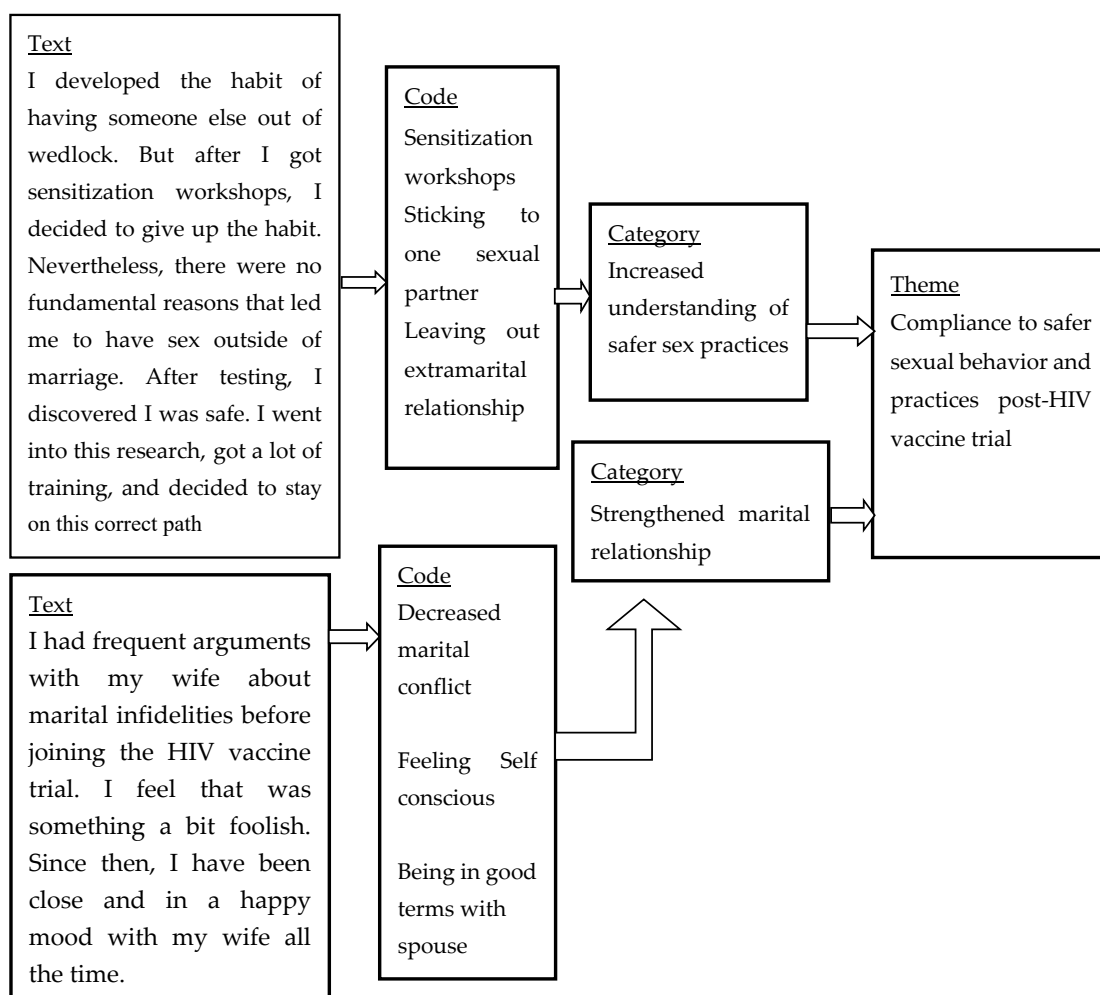 Text
I developed the habit of
having someone else out of
wedlock. But after I got
sensitization workshops, I
decided to give up the habit.
Nevertheless, there were no
fundamental reasons that led
me to have sex outside of
marriage. After testing, I
discovered I was safe. I went
into this research, got a lot of
training, and decided to stay
on this correct path
Code
Sensitization
workshops
Sticking to
one sexual
partner
Leaving out
extramarital
relationship
Category
Increased
understanding of
safer sex practices
Theme
Compliance to safer
sexual behavior and
practices post-HIV
vaccine trial
Text
I had frequent arguments
with my wife about
marital infidelities before
joining the HIV vaccine
trial. I feel that was
something a bit foolish.
Since then, I have been
close and in a happy
mood with my wife all
the time.
Code
Decreased
marital
conflict
Feeling Self
conscious
Being in good
terms with
spouse
Category
Strengthened marital
relationship